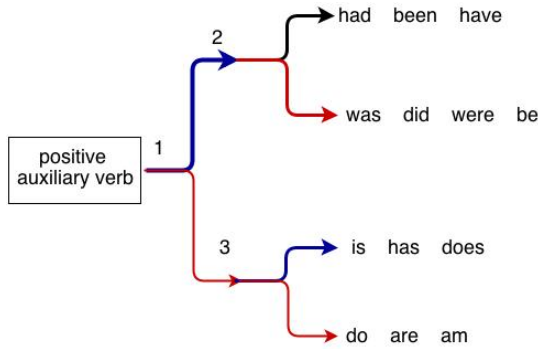 had been have
2
was did were be
1
positive
auxiliary verb
3
is has does
do are am